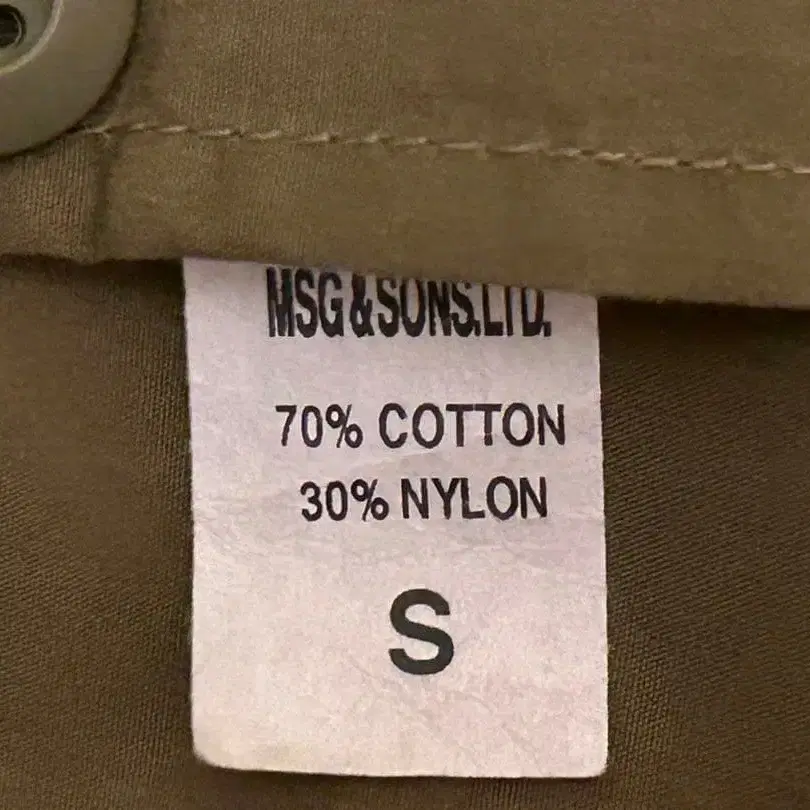 MSG & SONS.LTD.
70% COTTON
30% NYLON
S